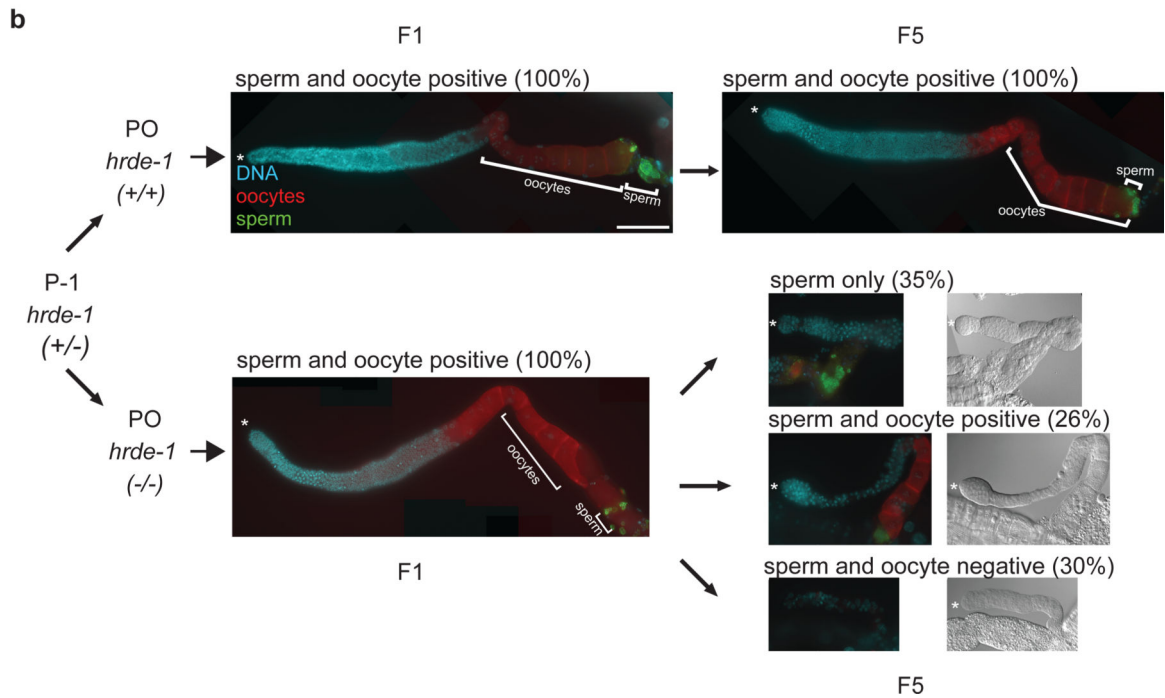 b
F1
F5
sperm and oocyte positive (100%)
sperm and oocyte positive (100%)
PO
hrde-1
(+/+)
*
DNA
oocytes
sperm
oocytes
sperm
*
oocytes
sperm
P-1
hrde-1
(+/-)
PO
hrde-1
(-/-)
sperm and oocyte positive (100%)
*
oocytes
sperm
F1
sperm only (35%)
*
*
sperm and oocyte positive (26%)
*
*
sperm and oocyte negative (30%)
*
*
F5